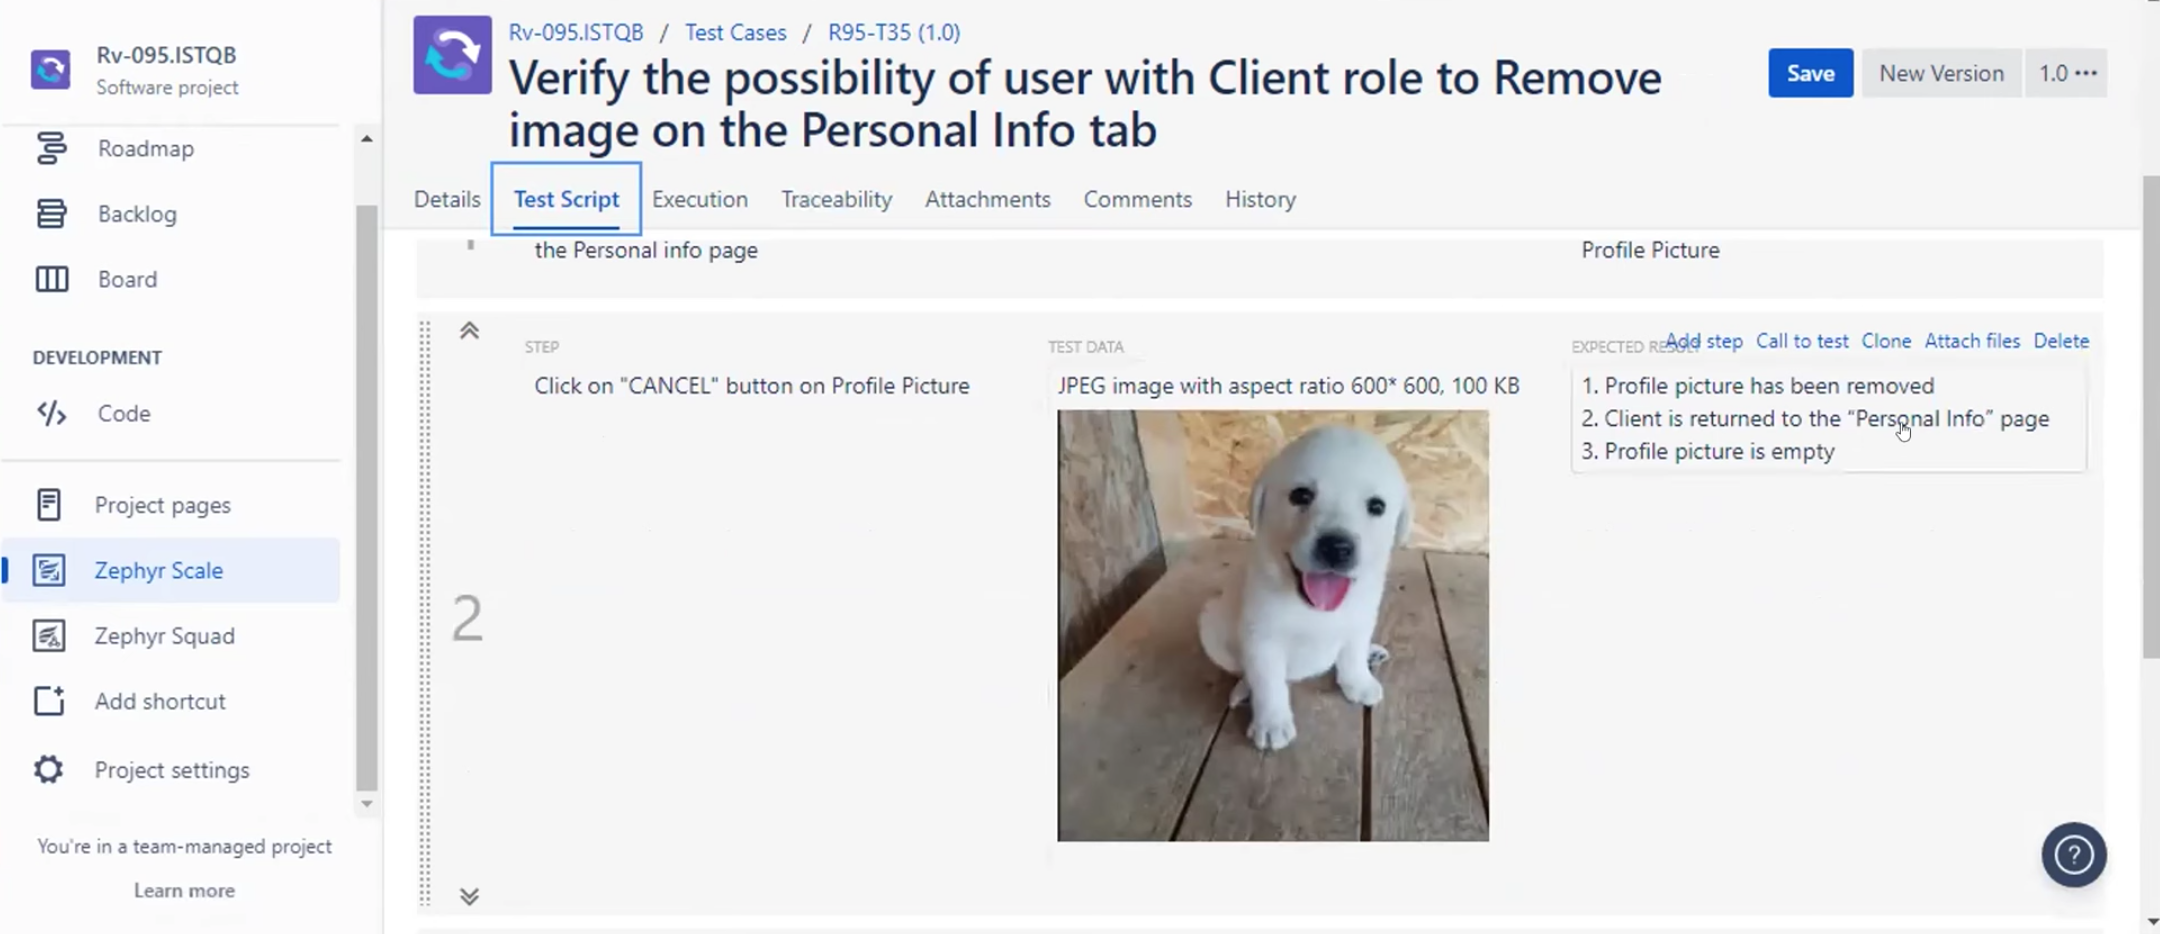 Rv-095.ISTQB
Software project
Roadmap
Backlog
Board
DEVELOPMENT
Code
Project pages
Zephyr Scale
Zephyr Squad
Add shortcut
Project settings
You're in a team-managed project
Learn more
Rv-095.ISTQB / Test Cases / R95-T35 (1.0)
Verify the possibility of user with Client role to Remove
image on the Personal Info tab
Save New Version 1.0 •••
Details Test Script Execution Traceability Attachments Comments History
the Personal info page Profile Picture
Add step Call to test Clone Attach files Delete
STEP TEST DATA EXPECTED RESULT
2
Click on "CANCEL" button on Profile Picture
JPEG image with aspect ratio 600* 600, 100 KB
1. Profile picture has been removed
2. Client is returned to the “Personal Info” page
3. Profile picture is empty
?